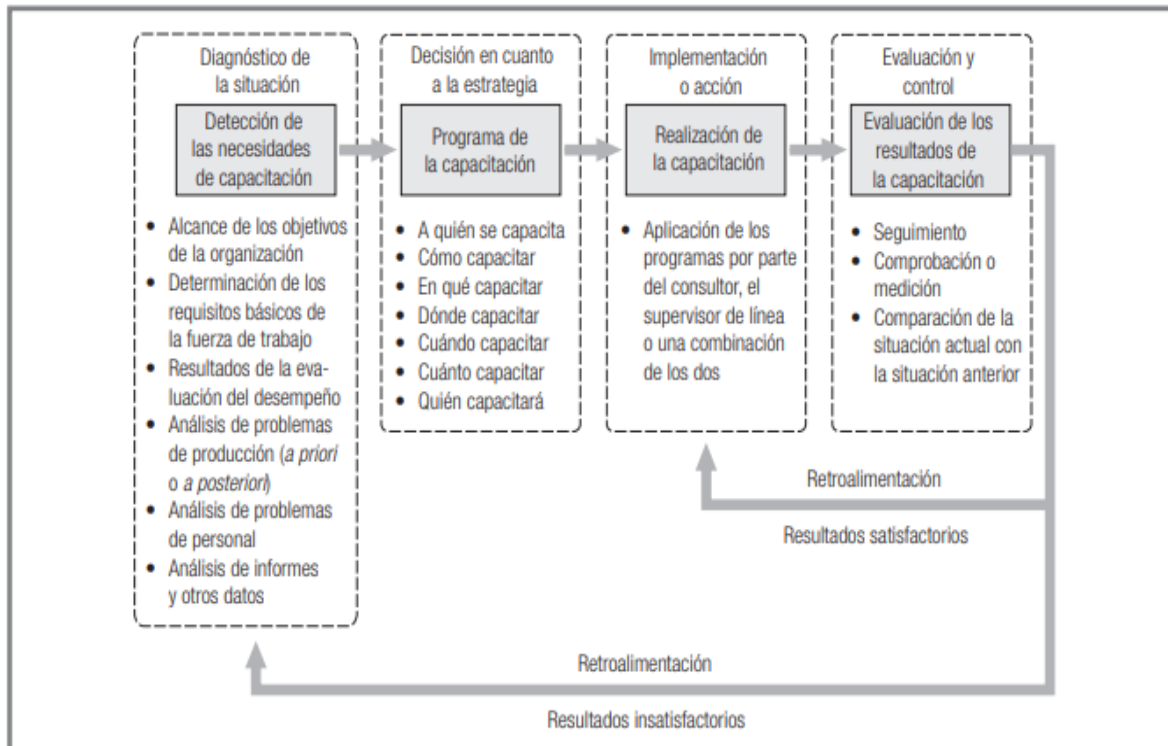 Diagnóstico de
la situación
Detección de
las necesidades
de capacitación
• Alcance de los objetivos
de la organización
• Determinación de los
requisitos básicos de
la fuerza de trabajo
• Resultados de la eva-
luación del desempeño
• Análisis de problemas
de producción (a priori
o a posteriori)
• Análisis de problemas
de personal
• Análisis de informes
y otros datos
Decisión en cuanto
a la estrategia
Programa de
la capacitación
• A quién se capacita
• Cómo capacitar
• En qué capacitar
• Dónde capacitar
• Cuándo capacitar
• Cuánto capacitar
• Quién capacitará
Implementación
o acción
Realización de
la capacitación
• Aplicación de los
programas por parte
del consultor, el
supervisor de línea
o una combinación
de los dos
Evaluación y
control
Evaluación de los
resultados de
la capacitación
• Seguimiento
• Comprobación o
medición
• Comparación de la
situación actual con
la situación anterior
Retroalimentación
Resultados satisfactorios
Retroalimentación
Resultados insatisfactorios